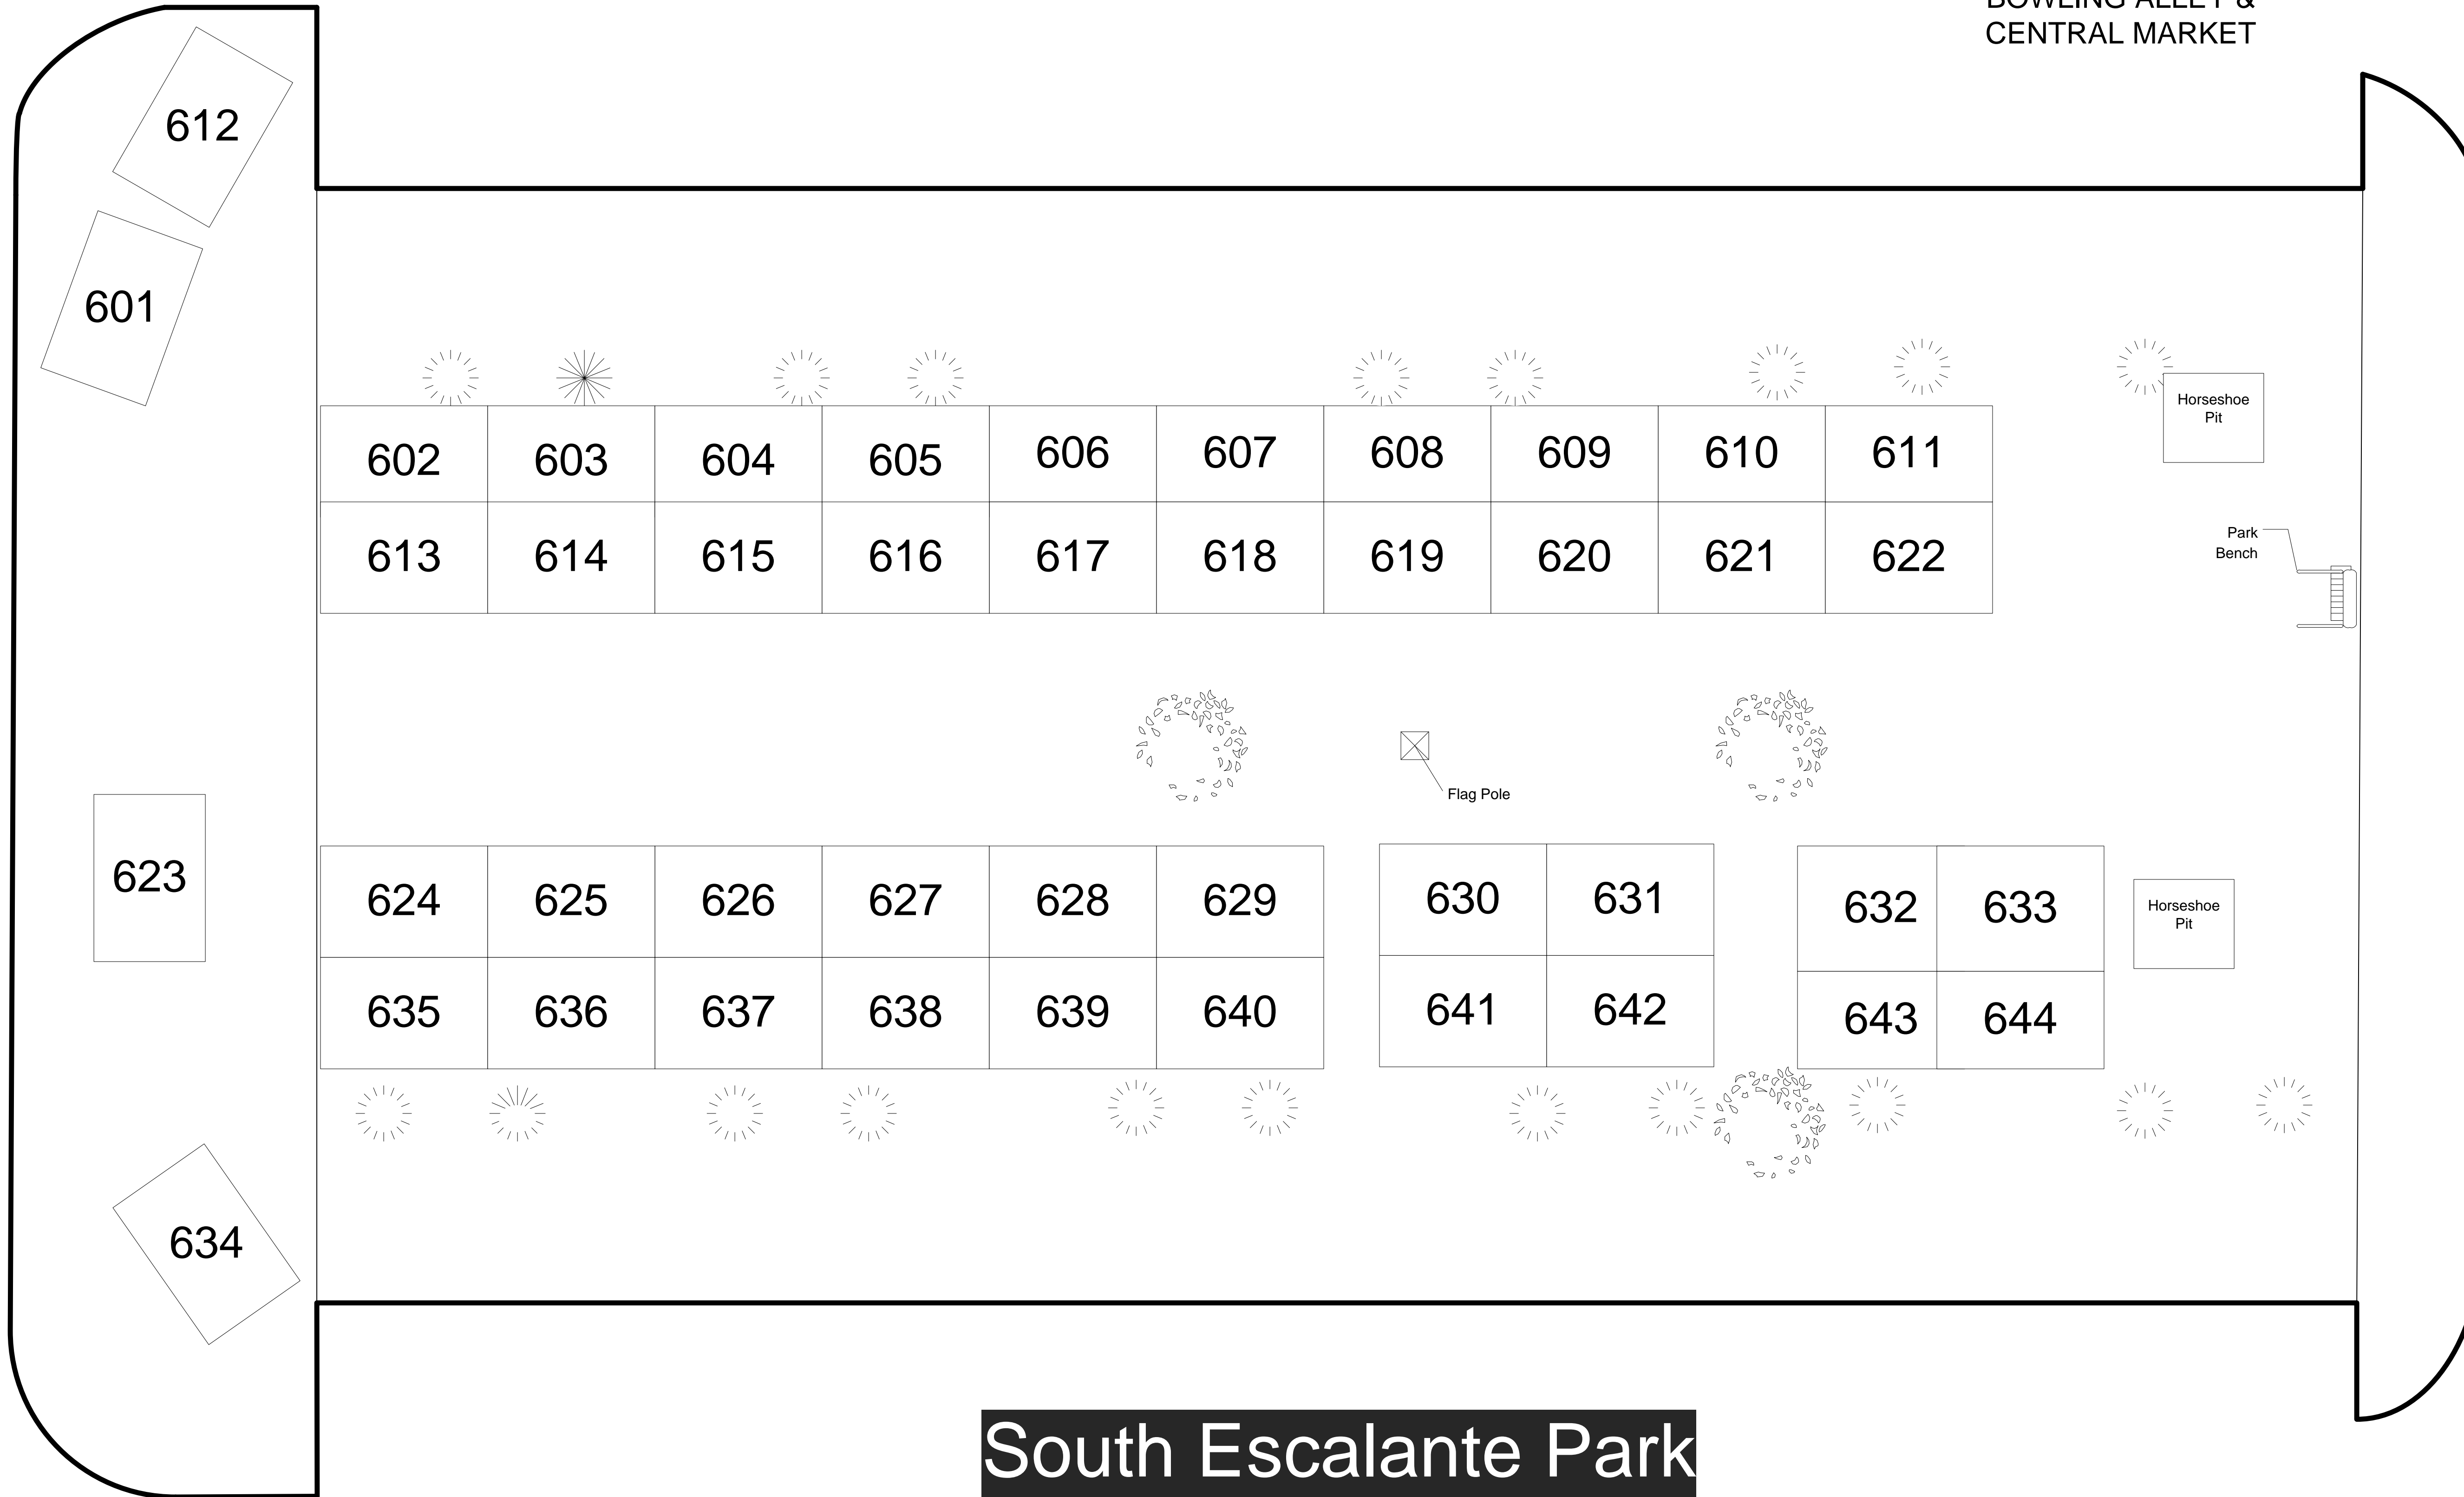 BOWLING ALLEY &
CENTRAL MARKET
612
601
Horseshoe
Pit
602 603 604 605 606 607 608 609 610 611
Park
Bench
613 614 615 616 617 618 619 620 621 622
Flag Pole
623
624 625 626 627 628 629 630 631 632 633
Horseshoe
Pit
635 636 637 638 639 640 641 642 643 644
634
South Escalante Park